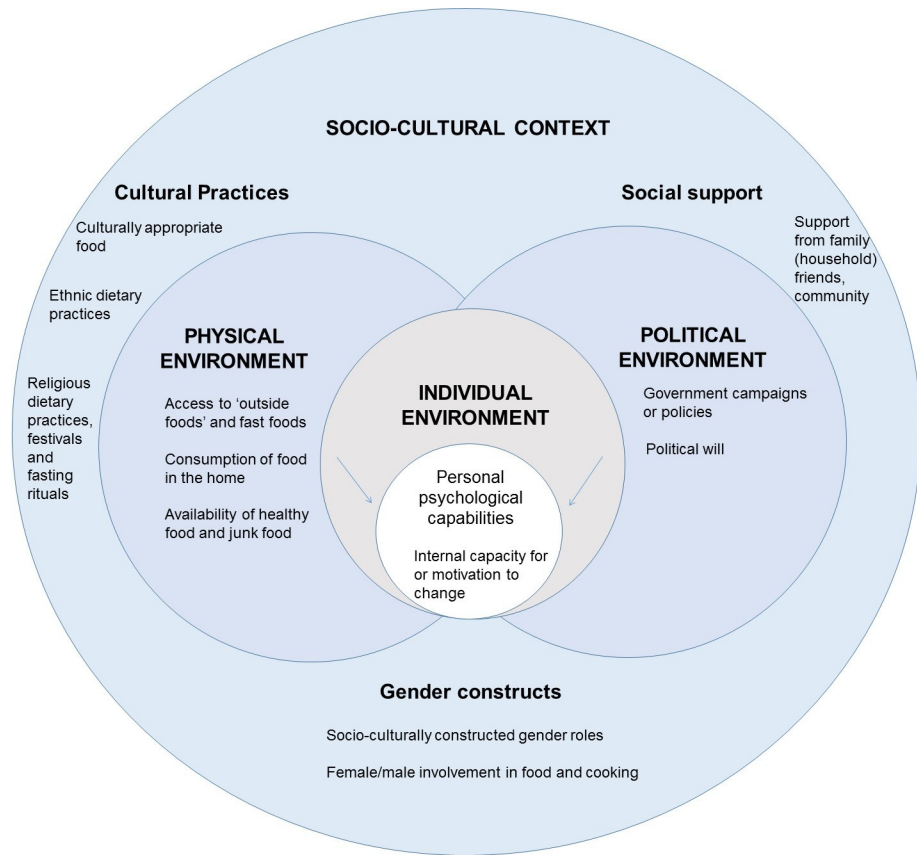 SOCIO-CULTURAL CONTEXT
Cultural Practices
Culturally appropriate
food
Ethnic dietary
practices
Religious
dietary
practices,
festivals
and
fasting
rituals
Social support
Support
from family
(household)
friends,
community
PHYSICAL
ENVIRONMENT
Access to ‘outside
foods’ and fast foods
Consumption of food
in the home
Availability of healthy
food and junk food
INDIVIDUAL
ENVIRONMENT
Personal
psychological
capabilities
Internal capacity for
or motivation to
change
POLITICAL
ENVIRONMENT
Government campaigns
or policies
Political will
Gender constructs
Socio-culturally constructed gender roles
Female/male involvement in food and cooking